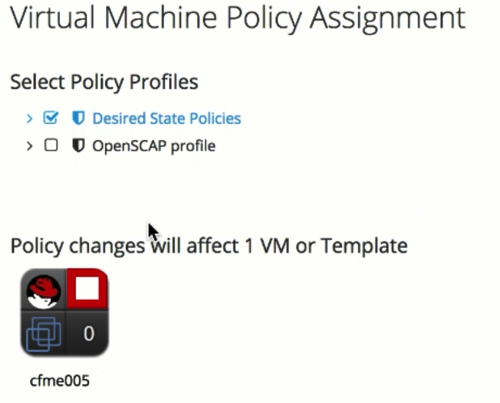 Virtual Machine Policy Assignment
Select Policy Profiles
Desired State Policies
OpenSCAP profile
Policy changes will affect 1 VM or Template
0
cfme005